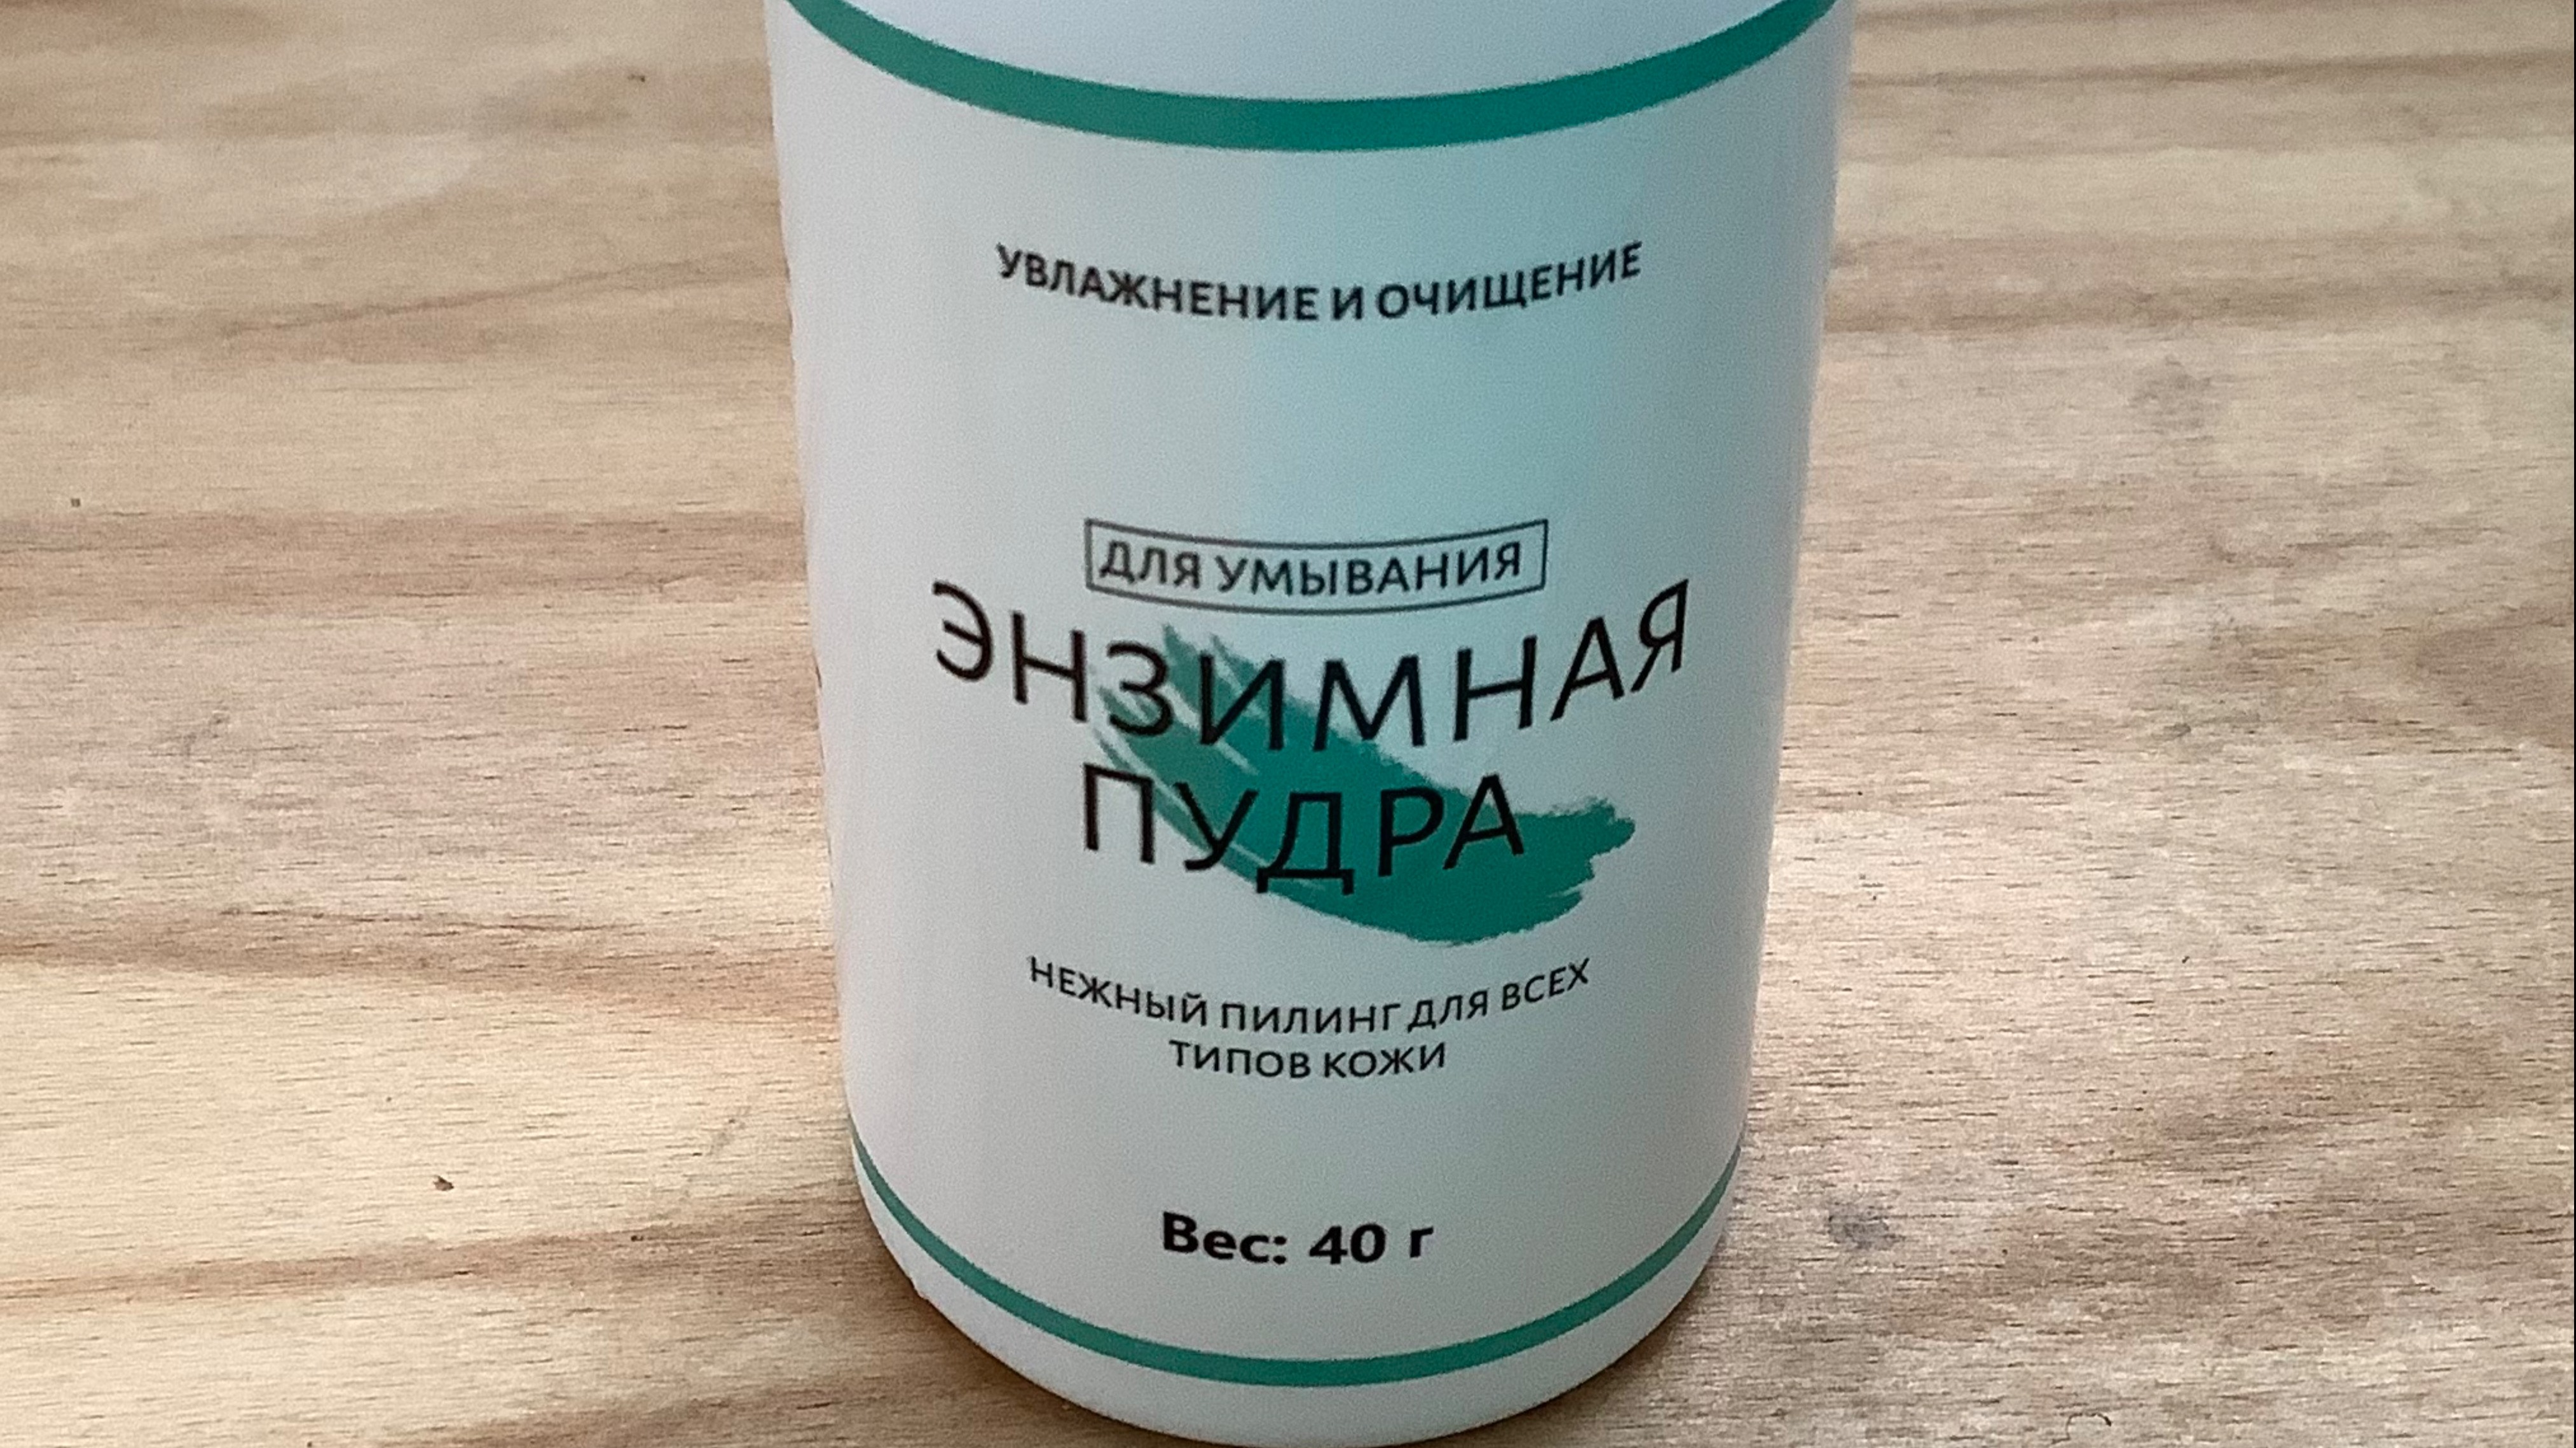 УВЛАЖНЕНИЕ И ОЧИЩЕНИЕ
ДЛЯ УМЫВАНИЯ
ЭНЗИМНАЯ
ПУДРА
НЕЖНЫЙ ПИЛИНГ ДЛЯ ВСЕХ
ТИПОВ КОЖИ
Вес: 40 г